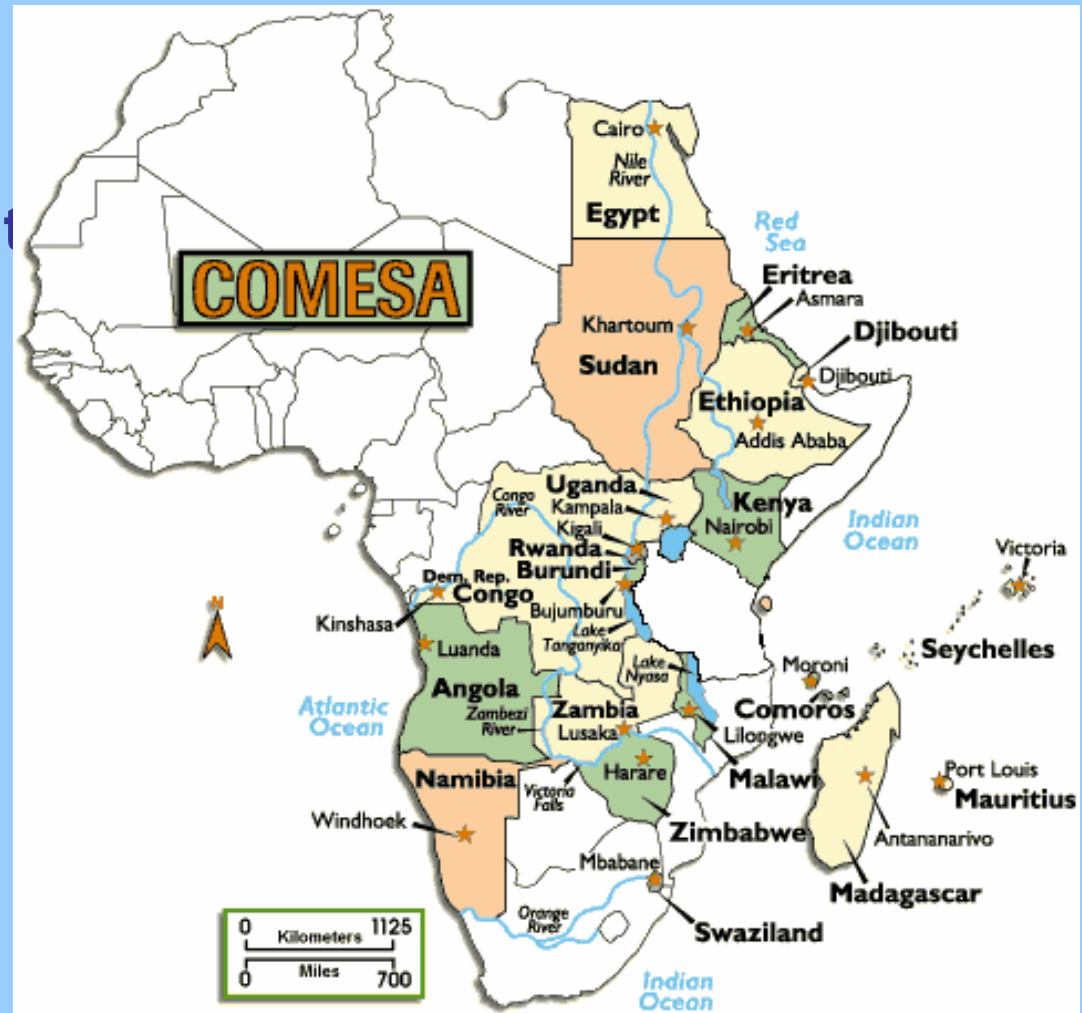 Cairo
Nile
River
Egypt
Red
Sea
t
COMESA
Eritrea
Asmara
Khartoum
Djibouti
Sudan
Djibouti
Ethiopia
Addis Ababa
Uganda
Congo
River
Kampala
Kenya
Kigali
Nairobi
Indian
Ocean
Rwanda
Victoria
Burundi
Dem. Rep.
Congo
Bujumburu
N
Kinshasa
Lake
Tanganyika
Luanda
Seychelles
Lake
Nyasa
Moroni
Angola
Atlantic
Ocean
Zambezi
River
Zambia
Comoros
Lusaka
Lilongwe
Namibia
Harare
Malawi
Port Louis
Victoria
Falls
Mauritius
Windhoek
Zimbabwe
Antananarivo
Mbabane
Madagascar
Orange
River
Swaziland
0 1125
Kilometers
Miles
0 700
Indian
Ocean